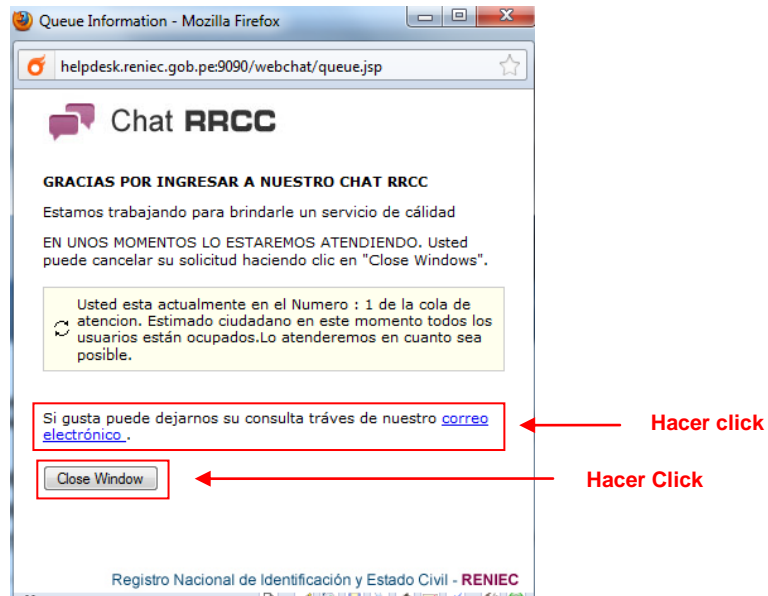 Queue Information - Mozilla Firefox
helpdesk.reniec.gob.pe:9090/webchat/queue.jsp
Chat RRCC
GRACIAS POR INGRESAR A NUESTRO CHAT RRCC
Estamos trabajando para brindarle un servicio de cálidad
EN UNOS MOMENTOS LO ESTAREMOS ATENDIENDO. Usted
puede cancelar su solicitud haciendo clic en "Close Windows".
Usted esta actualmente en el Numero : 1 de la cola de
atencion. Estimado ciudadano en este momento todos los
usuarios están ocupados.Lo atenderemos en cuanto sea
posible.
Si gusta puede dejarnos su consulta tráves de nuestro correo
electrónico .
Hacer click
Close Window
Hacer Click
Registro Nacional de Identificación y Estado Civil - RENIEC